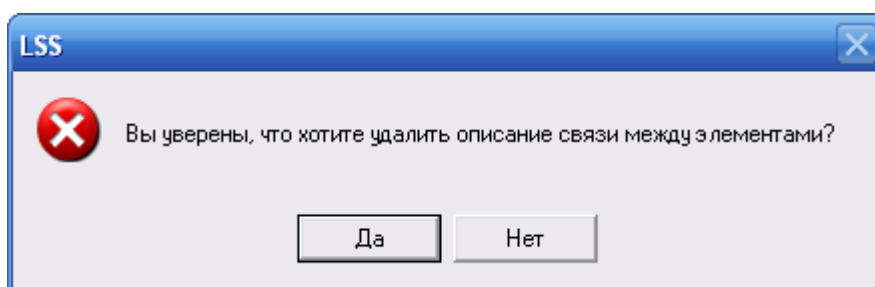 LSS
Вы уверены, что хотите удалить описание связи между элементами?
Да
Нет